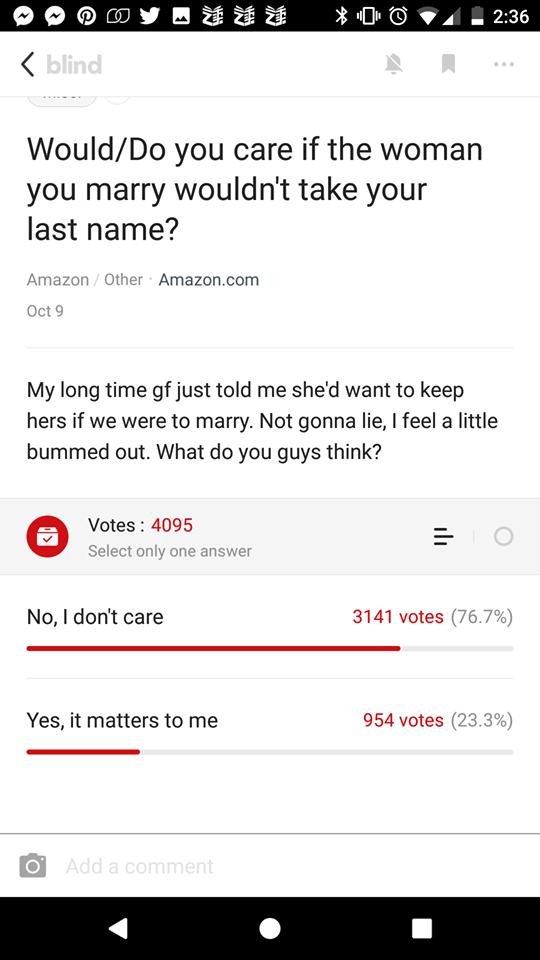 2:36
blind
Would/Do you care if the woman
you marry wouldn't take your
last name?
Amazon / Other · Amazon.com
Oct 9
My long time gf just told me she'd want to keep
hers if we were to marry. Not gonna lie, I feel a little
bummed out. What do you guys think?
Votes : 4095
Select only one answer
No, I don't care 3141 votes (76.7%)
Yes, it matters to me 954 votes (23.3%)
Add a comment